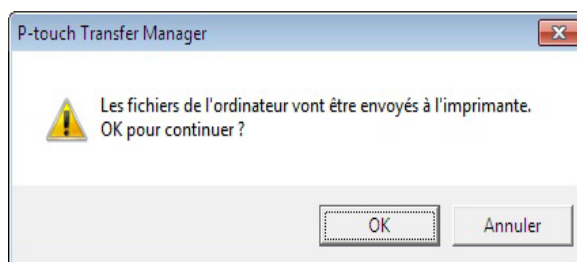 P-touch Transfer Manager
Les fichiers de l'ordinateur vont être envoyés à l'imprimante.
OK pour continuer ?
OK
Annuler